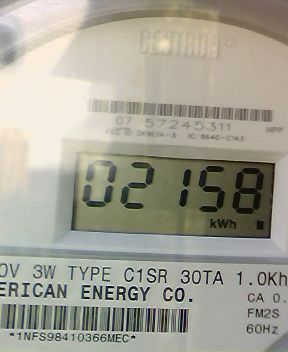 CENTRON®
07 57245311 HPP
02158
kWh
0V 3W TYPE C1SR 30TA 1.0Kh
ERICAN ENERGY CO.
CA 0.
FM2S
60Hz
*1NFS98410366MEC*